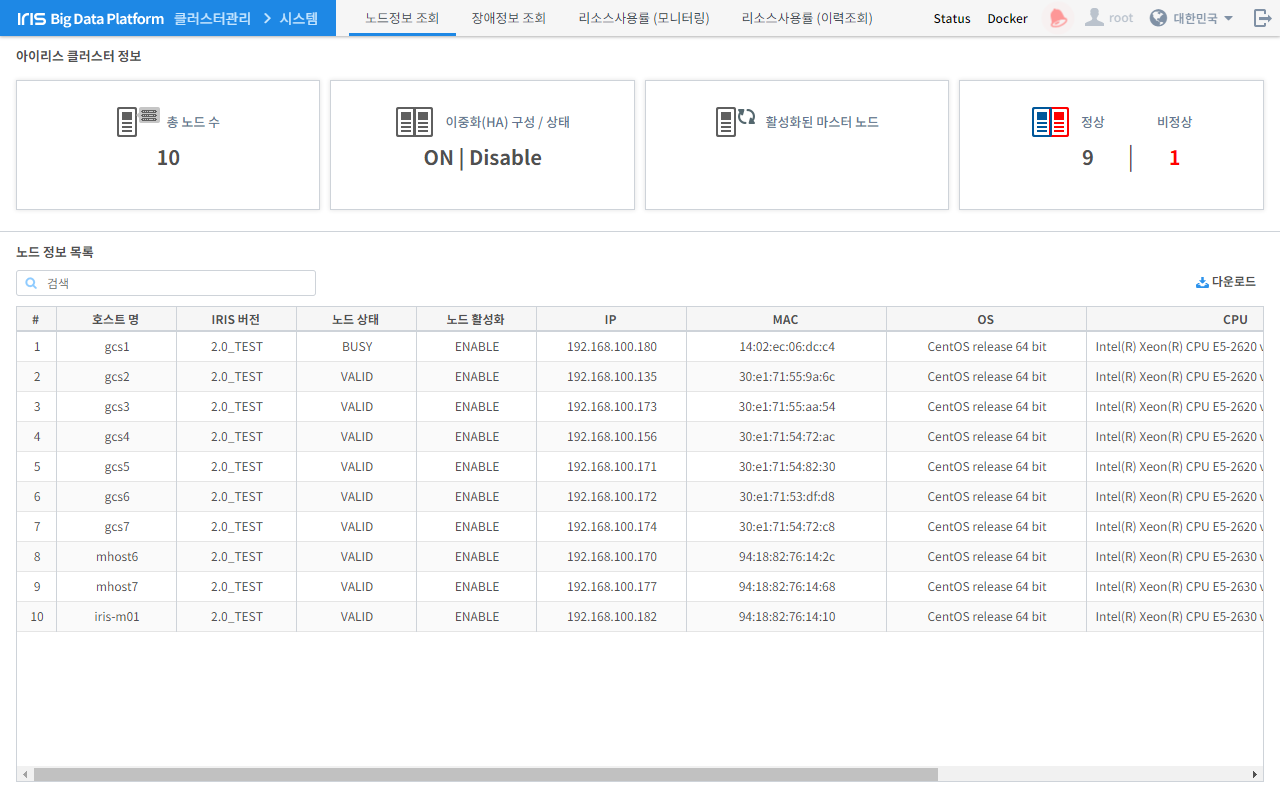 IRIS Big Data Platform 클러스터관리 > 시스템 노드정보 조회 장애정보 조회 리소스사용률 (모니터링) 리소스사용률 (이력조회) Status Docker root 대한민국
아이리스 클러스터 정보
총 노드 수 이중화(HA) 구성 / 상태 활성화된 마스터 노드 정상 비정상
10 ON | Disable 9 | 1
노드 정보 목록
검색 다운로드
# 호스트 명 IRIS 버전 노드 상태 노드 활성화 IP MAC OS CPU
1 gcs1 2.0_TEST BUSY ENABLE 192.168.100.180 14:02:ec:06:dc:c4 CentOS release 64 bit Intel(R) Xeon(R) CPU E5-2620 v
2 gcs2 2.0_TEST VALID ENABLE 192.168.100.135 30:e1:71:55:9a:6c CentOS release 64 bit Intel(R) Xeon(R) CPU E5-2620 v
3 gcs3 2.0_TEST VALID ENABLE 192.168.100.173 30:e1:71:55:aa:54 CentOS release 64 bit Intel(R) Xeon(R) CPU E5-2620 v
4 gcs4 2.0_TEST VALID ENABLE 192.168.100.156 30:e1:71:54:72:ac CentOS release 64 bit Intel(R) Xeon(R) CPU E5-2620 v
5 gcs5 2.0_TEST VALID ENABLE 192.168.100.171 30:e1:71:54:82:30 CentOS release 64 bit Intel(R) Xeon(R) CPU E5-2620 v
6 gcs6 2.0_TEST VALID ENABLE 192.168.100.172 30:e1:71:53:df:d8 CentOS release 64 bit Intel(R) Xeon(R) CPU E5-2620 v
7 gcs7 2.0_TEST VALID ENABLE 192.168.100.174 30:e1:71:54:72:c8 CentOS release 64 bit Intel(R) Xeon(R) CPU E5-2620 v
8 mhost6 2.0_TEST VALID ENABLE 192.168.100.170 94:18:82:76:14:2c CentOS release 64 bit Intel(R) Xeon(R) CPU E5-2630 v
9 mhost7 2.0_TEST VALID ENABLE 192.168.100.177 94:18:82:76:14:68 CentOS release 64 bit Intel(R) Xeon(R) CPU E5-2630 v
10 iris-m01 2.0_TEST VALID ENABLE 192.168.100.182 94:18:82:76:14:10 CentOS release 64 bit Intel(R) Xeon(R) CPU E5-2630 v